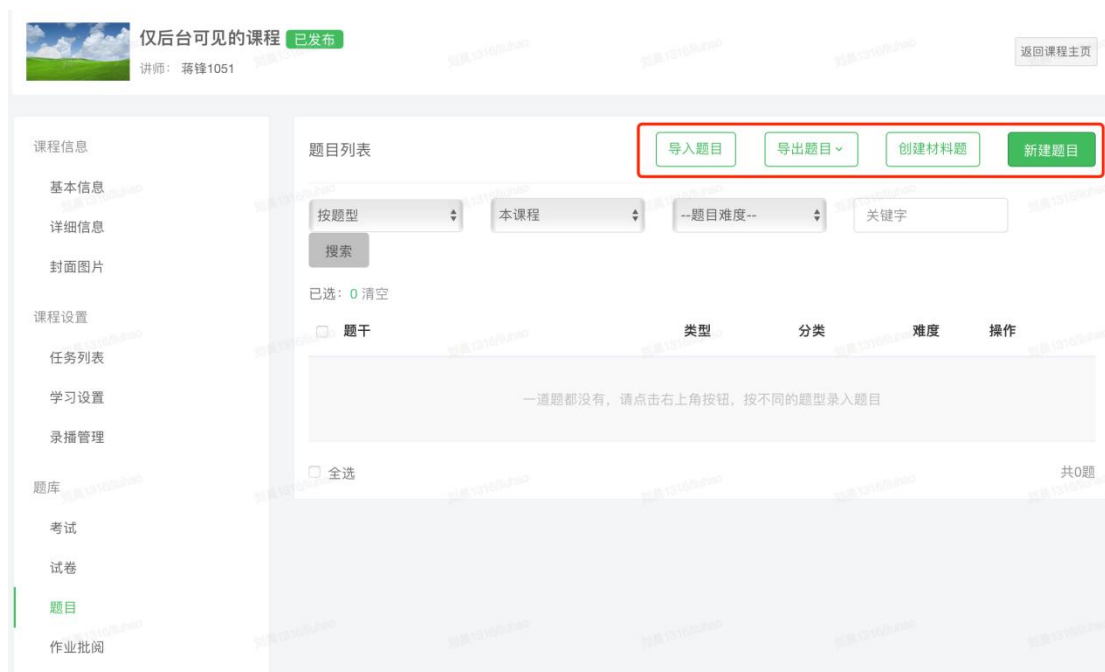 仅后台可见的课程 已发布
讲师： 蒋锋1051
返回课程主页
课程信息
基本信息
详细信息
封面图片
课程设置
任务列表
学习设置
录播管理
题库
考试
试卷
题目
作业批阅
题目列表
导入题目 导出题目 创建材料题 新建题目
按题型 本课程 --题目难度-- 关键字
搜索
已选：0 清空
题干 类型 分类 难度 操作
一道题都没有，请点击右上角按钮，按不同的题型录入题目
全选 共0题